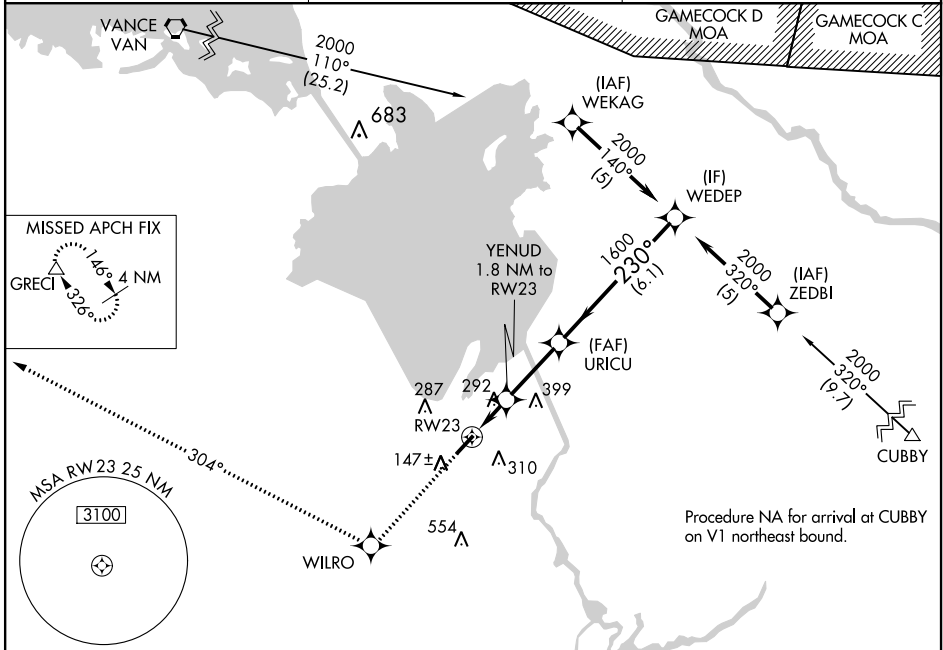 VANCE
VAN
2000
110°
(25.2)
GAMECOCK D
MOA
GAMECOCK C
MOA
683
(IAF)
WEKAG
2000
140°
(5)
(IF)
WEDEP
MISSED APCH FIX
GRECI
146°
4 NM
326°
YENUD
1.8 NM to
RW23
1600
230°
(6.1)
2000
320°
(5)
(IAF)
ZEDBI
(FAF)
URICU
2000
320°
(9.7)
CUBBY
287
292
399
RW23
147±
310
304°
MSA RW23 25 NM
3100
554
WILRO
Procedure NA for arrival at CUBBY
on V1 northeast bound.